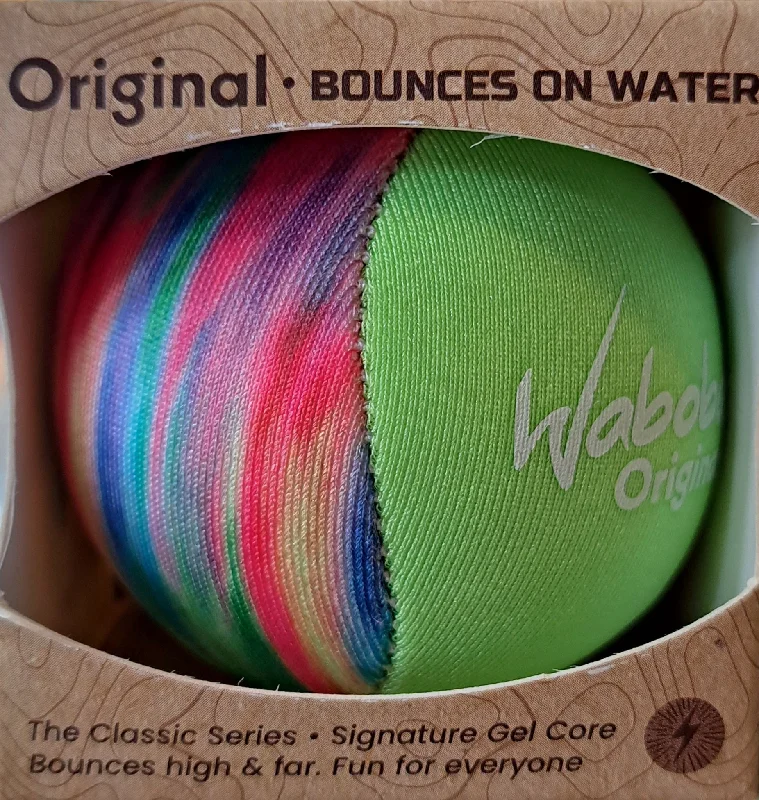 Original • BOUNCES ON WATER
Wabob
Origin
The Classic Series • Signature Gel Core
Bounces high & far. Fun for everyone